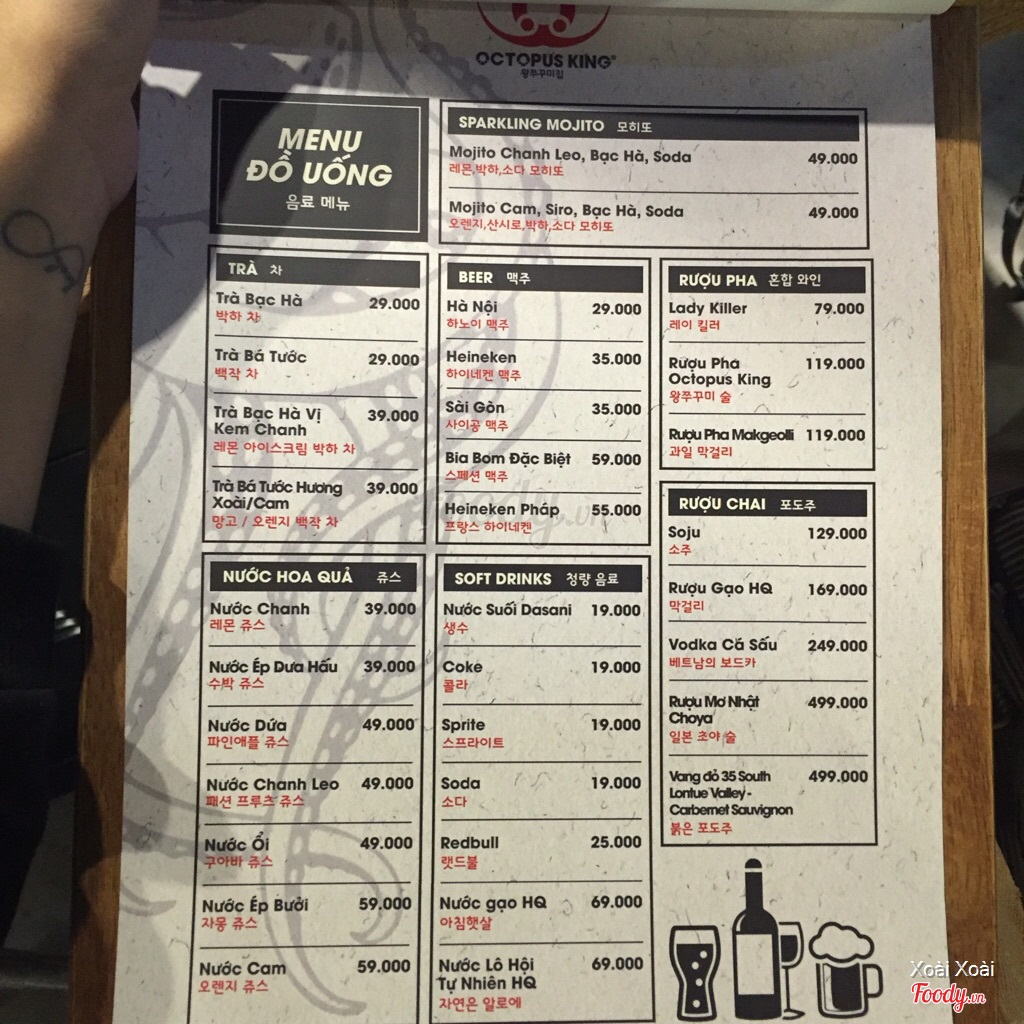 OCTOPUS KING®
왕쭈꾸미킹
MENU
ĐỒ UỐNG
음료 메뉴
SPARKLING MOJITO 모히또
Mojito Chanh Leo, Bạc Hà, Soda 49.000
레몬,박하,소다 모히또
Mojito Cam, Siro, Bạc Hà, Soda 49.000
오렌지,산시로,박하,소다 모히또
TRÀ 차
Trà Bạc Hà 29.000
박하 차
Trà Bá Tước 29.000
백작 차
Trà Bạc Hà Vị
Kem Chanh 39.000
레몬 아이스크림 박하 차
Trà Bá Tước Hương
Xoài/Cam 39.000
망고 / 오렌지 백작 차
BEER 맥주
Hà Nội 29.000
하노이 맥주
Heineken 35.000
하이네켄 맥주
Sài Gòn 35.000
사이공 맥주
Bia Bom Đặc Biệt 59.000
스페션 맥주
Heineken Pháp 55.000
프랑스 하이네켄
RƯỢU PHA 혼합 와인
Lady Killer 79.000
레이 킬러
Rượu Pha
Octopus King 119.000
왕쭈꾸미 술
Rượu Pha Makgeolli 119.000
과일 막걸리
RƯỢU CHAI 포도주
Soju 129.000
소주
Rượu Gạo HQ 169.000
막걸리
Vodka Cá Sấu 249.000
베트남의 보드카
Rượu Mơ Nhật
Choya 499.000
일본 초야 술
Vang đỏ 35 South
Lontue Valley -
Carbernet Sauvignon 499.000
붉은 포도주
NƯỚC HOA QUẢ 쥬스
Nước Chanh 39.000
레몬 쥬스
Nước Ép Dưa Hấu 39.000
수박 쥬스
Nước Dứa 49.000
파인애플 쥬스
Nước Chanh Leo 49.000
패션 프루츠 쥬스
Nước Ổi 49.000
구아바 쥬스
Nước Ép Bưởi 59.000
자몽 쥬스
Nước Cam 59.000
오렌지 쥬스
SOFT DRINKS 청량 음료
Nước Suối Dasani 19.000
생수
Coke 19.000
콜라
Sprite 19.000
스프라이트
Soda 19.000
소다
Redbull 25.000
랫드불
Nước gạo HQ 69.000
아침햇살
Nước Lô Hội
Tự Nhiên HQ 69.000
자연은 알로에
foody.vn
Xoài Xoài
Foody.vn